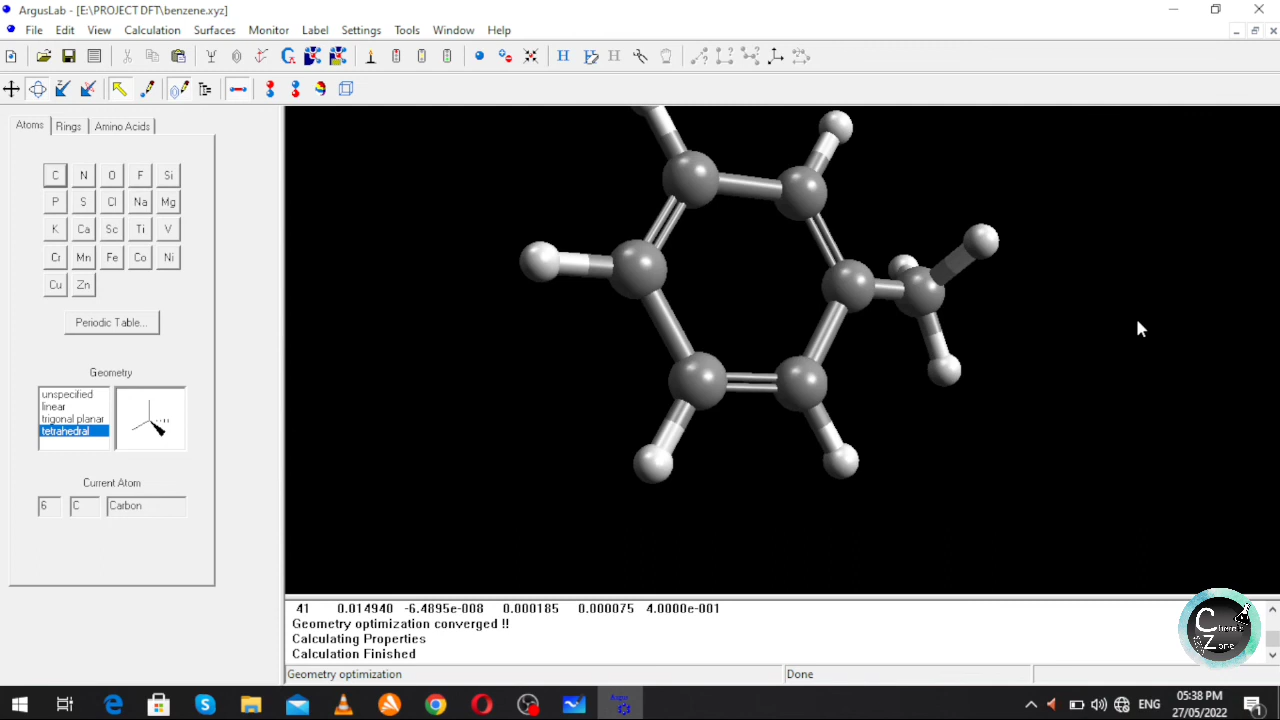 ArgusLab - [E:\PROJECT DFT\benzene.xyz]
File Edit View Calculation Surfaces Monitor Label Settings Tools Window Help
H H
Atoms Rings Amino Acids
C N O F Si
P S Cl Na Mg
K Ca Sc Ti V
Cr Mn Fe Co Ni
Cu Zn
Periodic Table...
Geometry
unspecified
linear
trigonal planar
tetrahedral
Current Atom
6 C Carbon
41 0.014940 -6.4895e-008 0.000185 0.000075 4.0000e-001
Geometry optimization converged !!
Calculating Properties
Calculation Finished
Geometry optimization Done
ENG
05:38 PM
27/05/2022